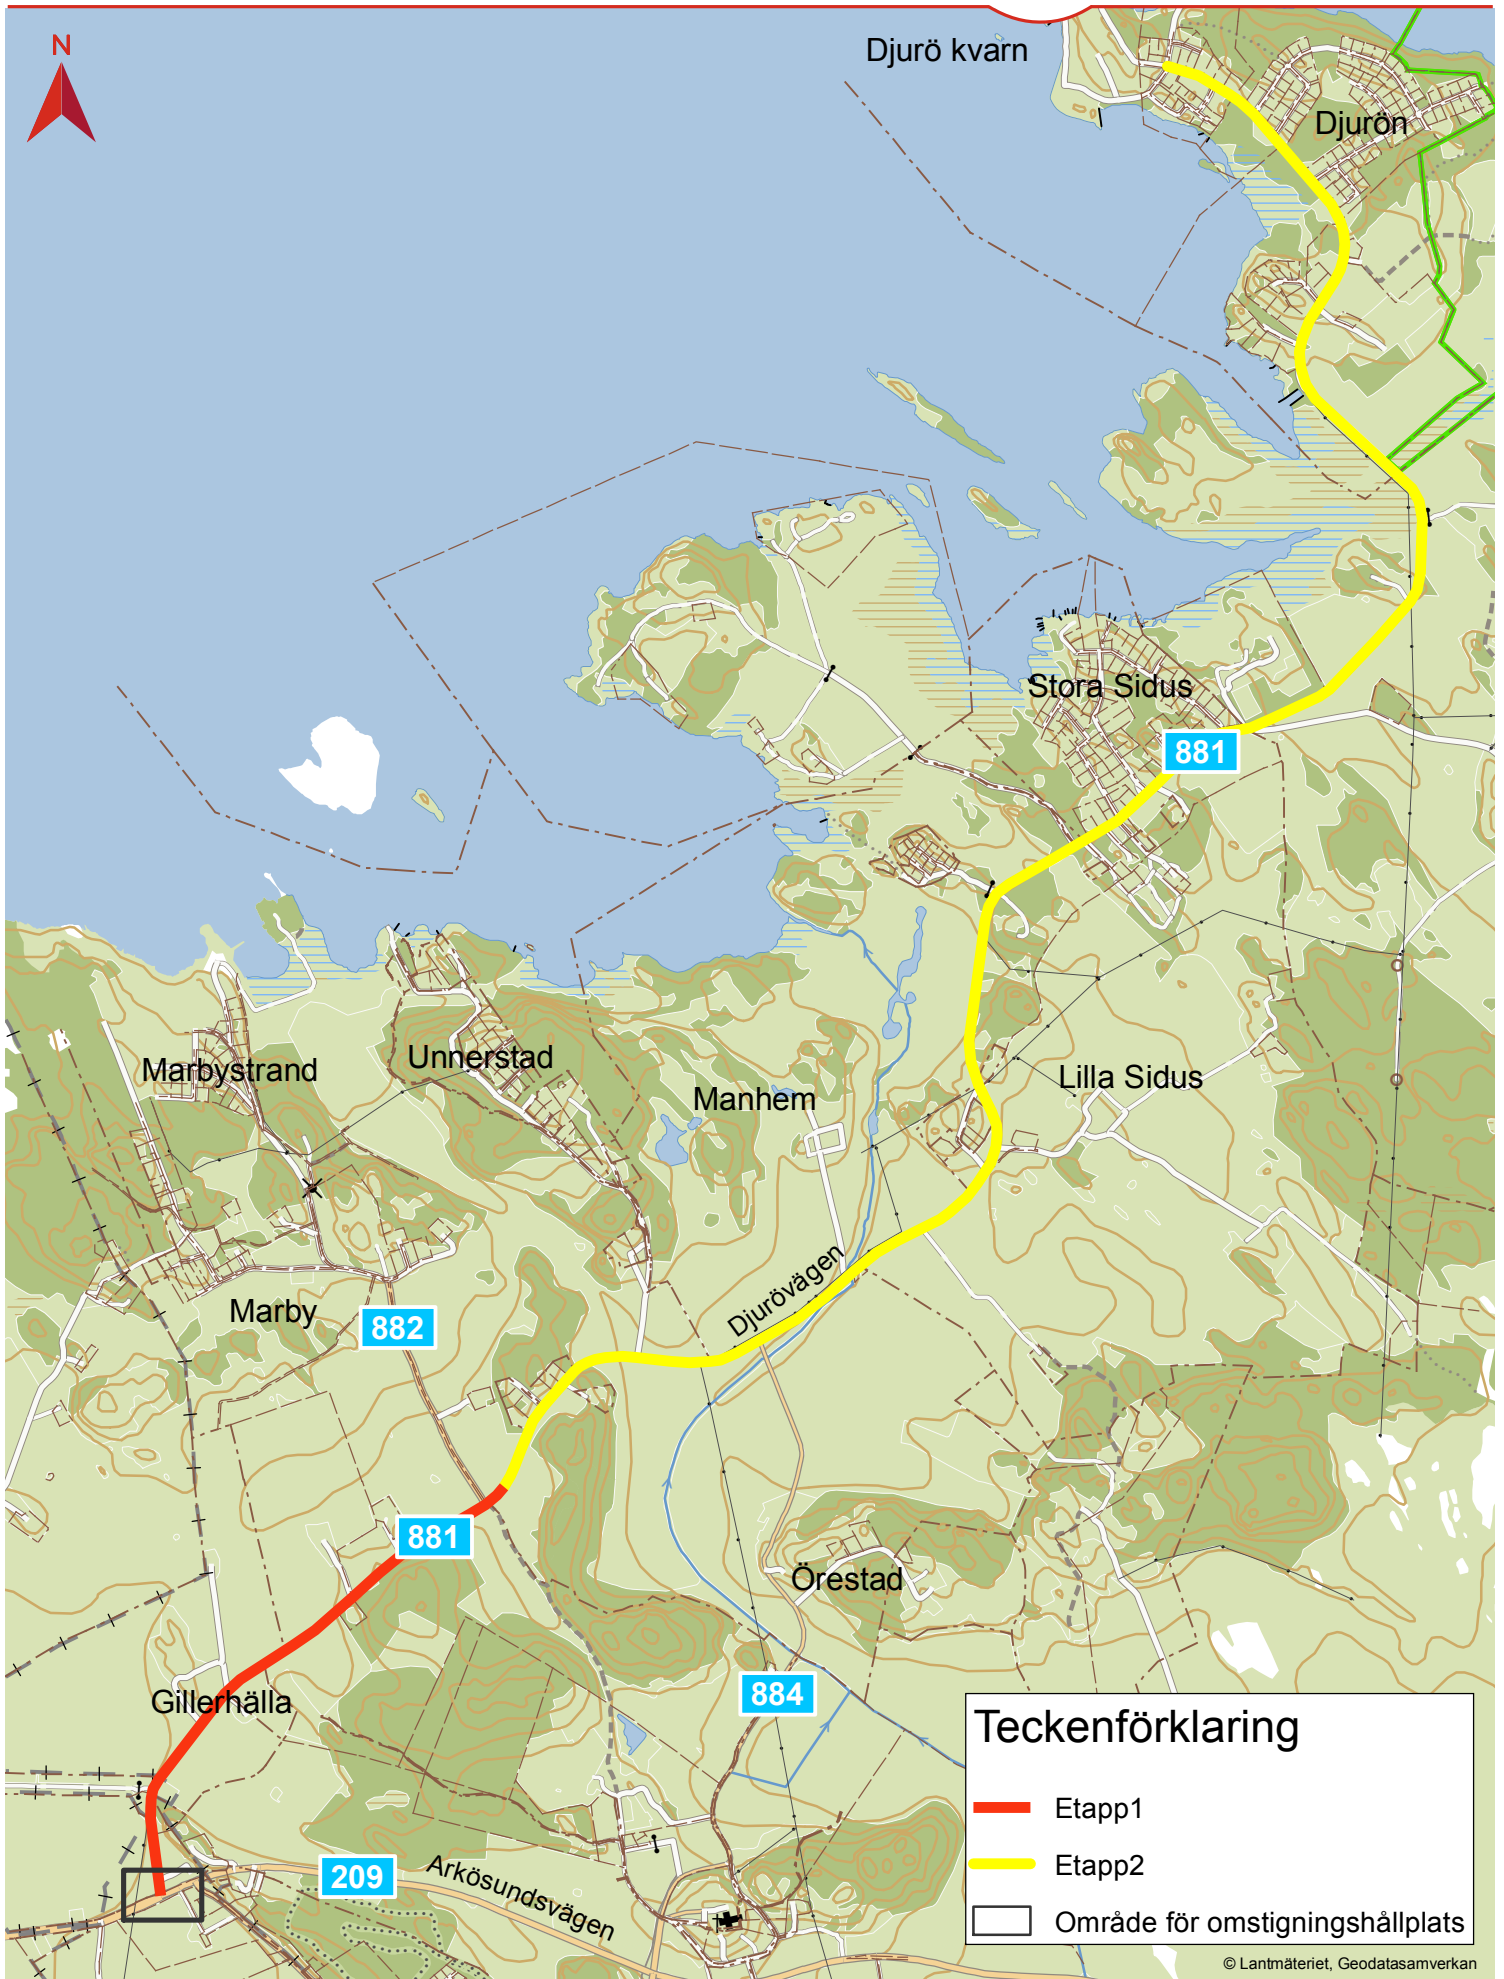 N
Djurö kvarn
Djurön
Stora Sidus
881
Marbystrand
Unnerstad
Manhem
Lilla Sidus
Djurövägen
Marby
882
881
Örestad
Gillerhälla
884
209
Arkösundsvägen
Teckenförklaring
Etapp1
Etapp2
Område för omstigningshållplats
© Lantmäteriet, Geodatasamverkan